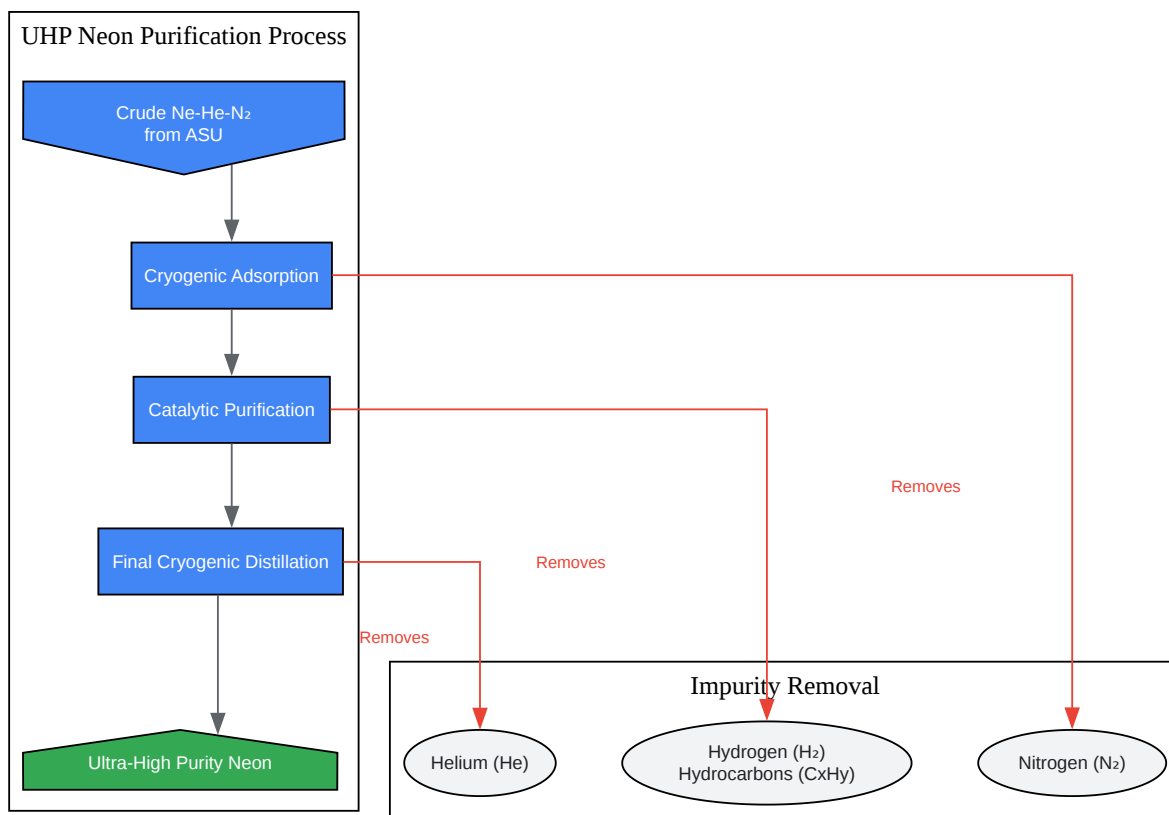 UHP Neon Purification Process
Crude Ne-He-N₂
from ASU
Cryogenic Adsorption
Catalytic Purification
Removes
Final Cryogenic Distillation
Removes
Removes
Impurity Removal
Ultra-High Purity Neon
Helium (He)
Hydrogen (H₂)
Hydrocarbons (CxHy)
Nitrogen (N₂)